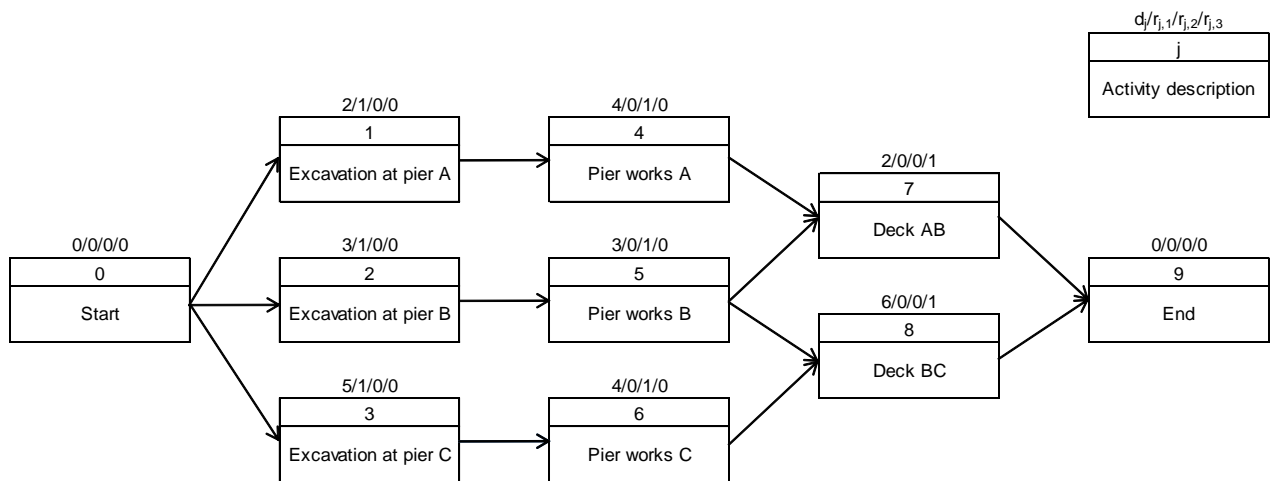 dj/rj,1/rj,2/rj,3
j
Activity description
2/1/0/0
1
Excavation at pier A
4/0/1/0
4
Pier works A
2/0/0/1
7
Deck AB
0/0/0/0
0
Start
3/1/0/0
2
Excavation at pier B
3/0/1/0
5
Pier works B
0/0/0/0
9
End
6/0/0/1
8
Deck BC
5/1/0/0
3
Excavation at pier C
4/0/1/0
6
Pier works C